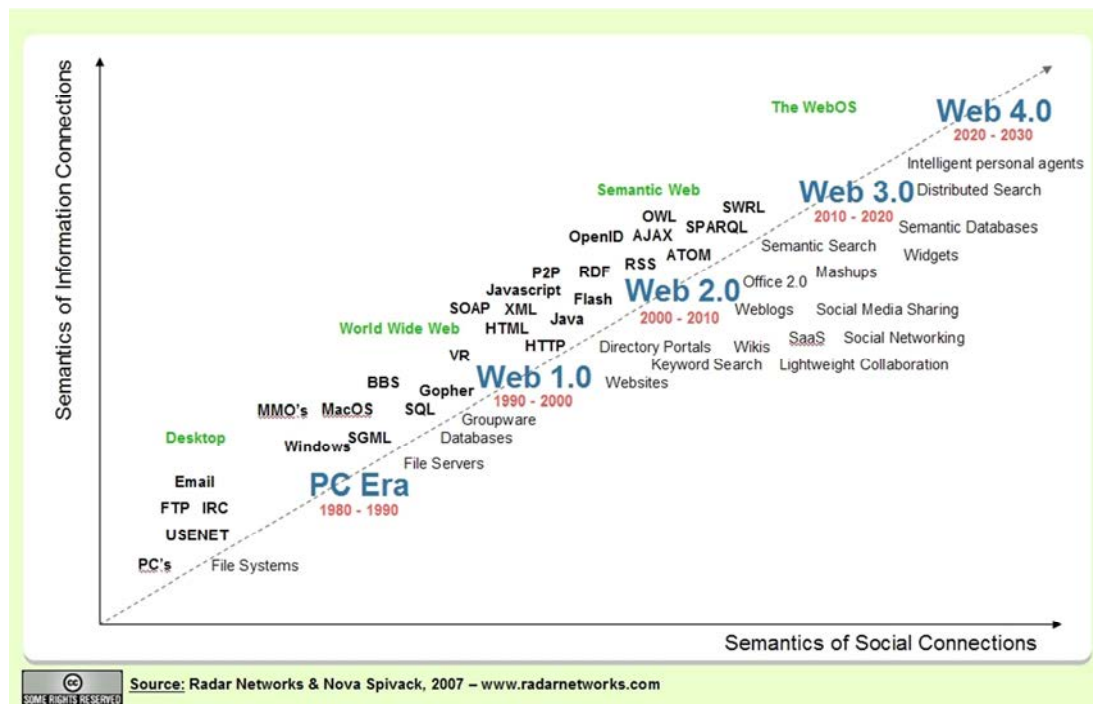 Semantics of Information Connections
The WebOS
Web 4.0
2020 - 2030
Intelligent personal agents
Semantic Web
Web 3.0
Distributed Search
2010 - 2020
SWRL
OWL
SPARQL
Semantic Databases
OpenID
AJAX
Semantic Search
Widgets
ATOM
RSS
P2P
RDF
Mashups
Office 2.0
Javascript
Web 2.0
Flash
2000 - 2010
SOAP
XML
Weblogs
Social Media Sharing
Java
World Wide Web
HTML
HTTP
Directory Portals
Wikis
SaaS
Social Networking
VR
Keyword Search
Lightweight Collaboration
Web 1.0
Websites
1990 - 2000
BBS
Gopher
MMO's
MacOS
SQL
Groupware
Desktop
Windows
SGML
Databases
File Servers
PC Era
1980 - 1990
Email
FTP
IRC
USENET
PC's
File Systems
Semantics of Social Connections
cc
SOME RIGHTS RESERVED
Source: Radar Networks & Nova Spivack, 2007 – www.radarnetworks.com